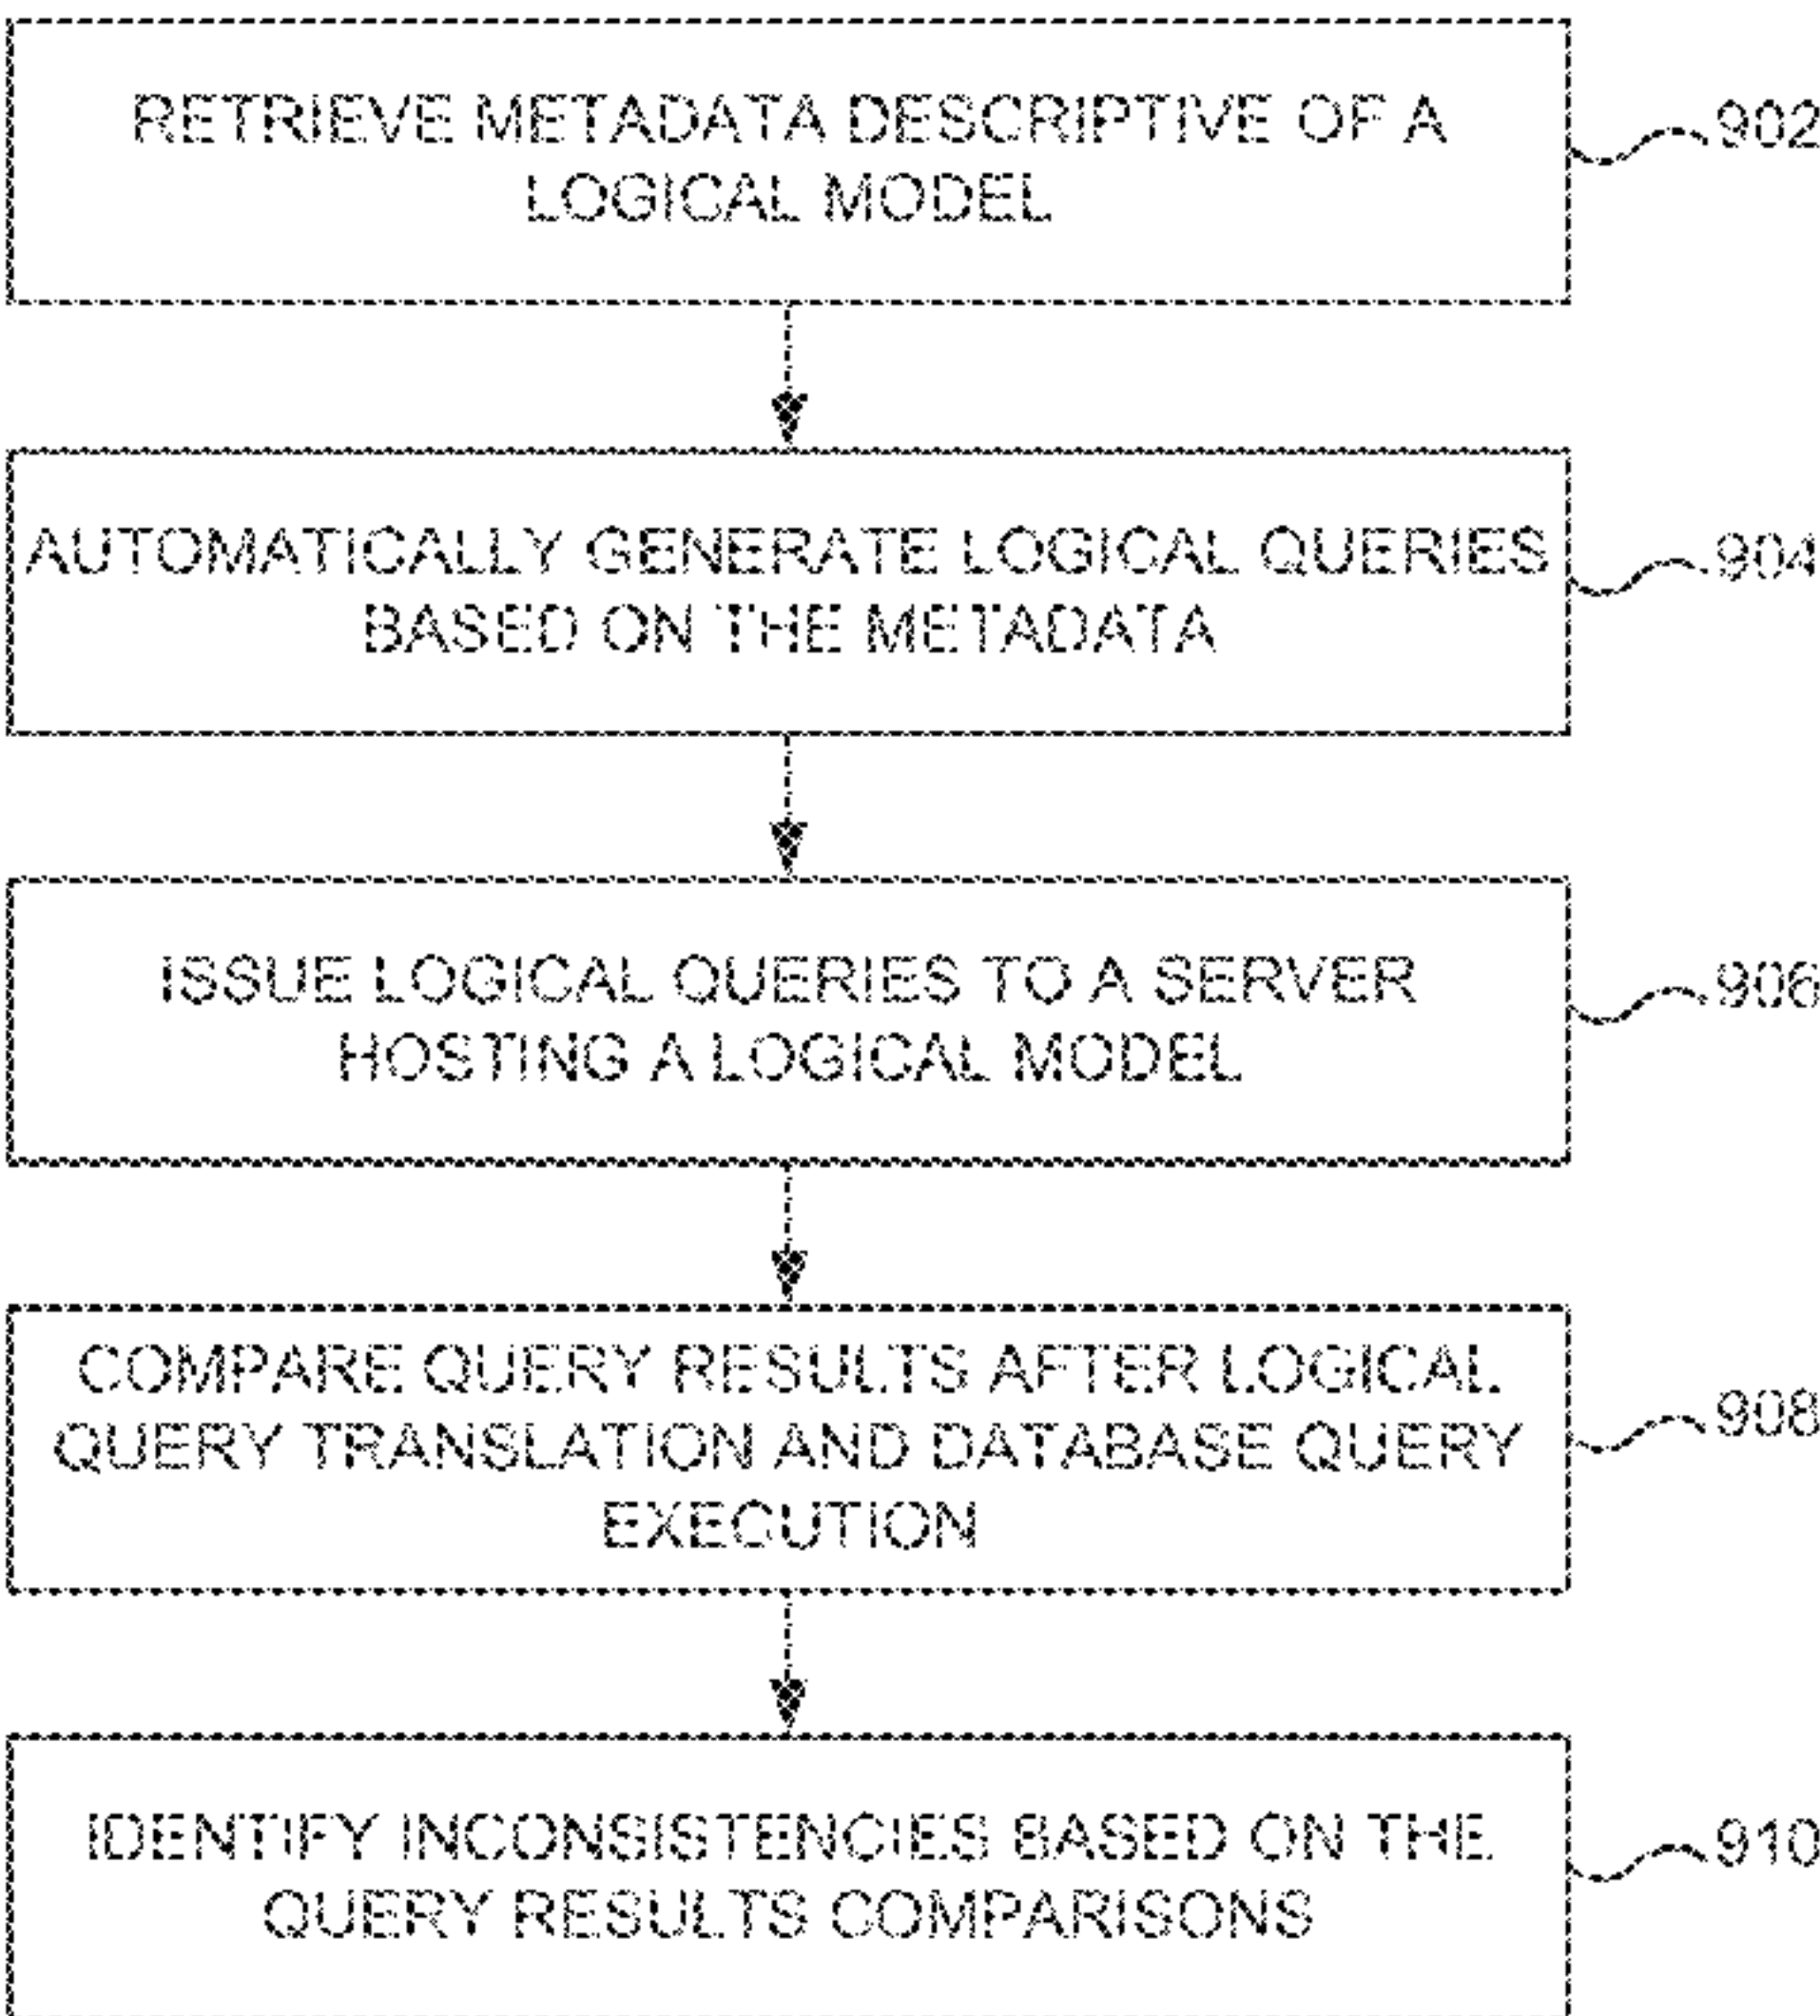 RETRIEVE METADATA DESCRIPTIVE OF A
LOGICAL MODEL
902
AUTOMATICALLY GENERATE LOGICAL QUERIES
BASED ON THE METADATA
904
ISSUE LOGICAL QUERIES TO A SERVER
HOSTING A LOGICAL MODEL
906
COMPARE QUERY RESULTS AFTER LOGICAL
QUERY TRANSLATION AND DATABASE QUERY
EXECUTION
908
IDENTIFY INCONSISTENCIES BASED ON THE
QUERY RESULTS COMPARISONS
910